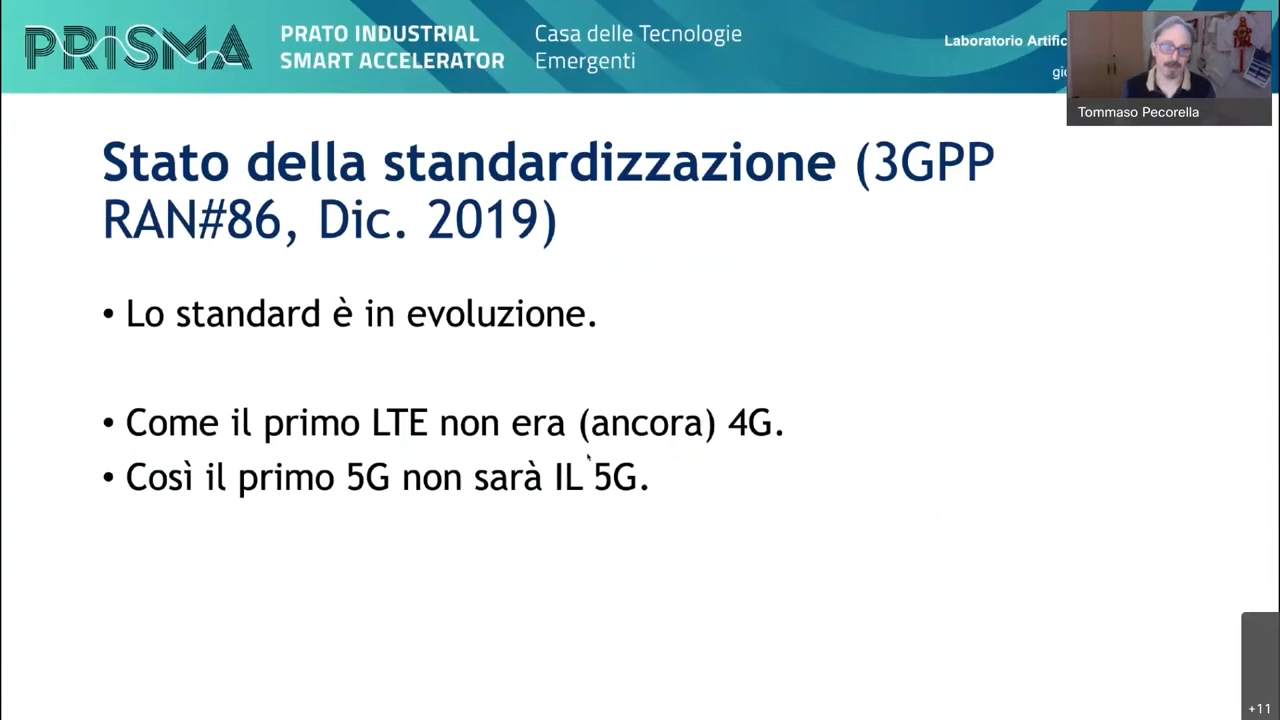 PRISMA
PRATO INDUSTRIAL
SMART ACCELERATOR
Casa delle Tecnologie
Emergenti
Laboratorio
Tommaso Pecorella
Stato della standardizzazione (3GPP
RAN#86, Dic. 2019)
• Lo standard è in evoluzione.
• Come il primo LTE non era (ancora) 4G.
• Così il primo 5G non sarà IL 5G.
+11